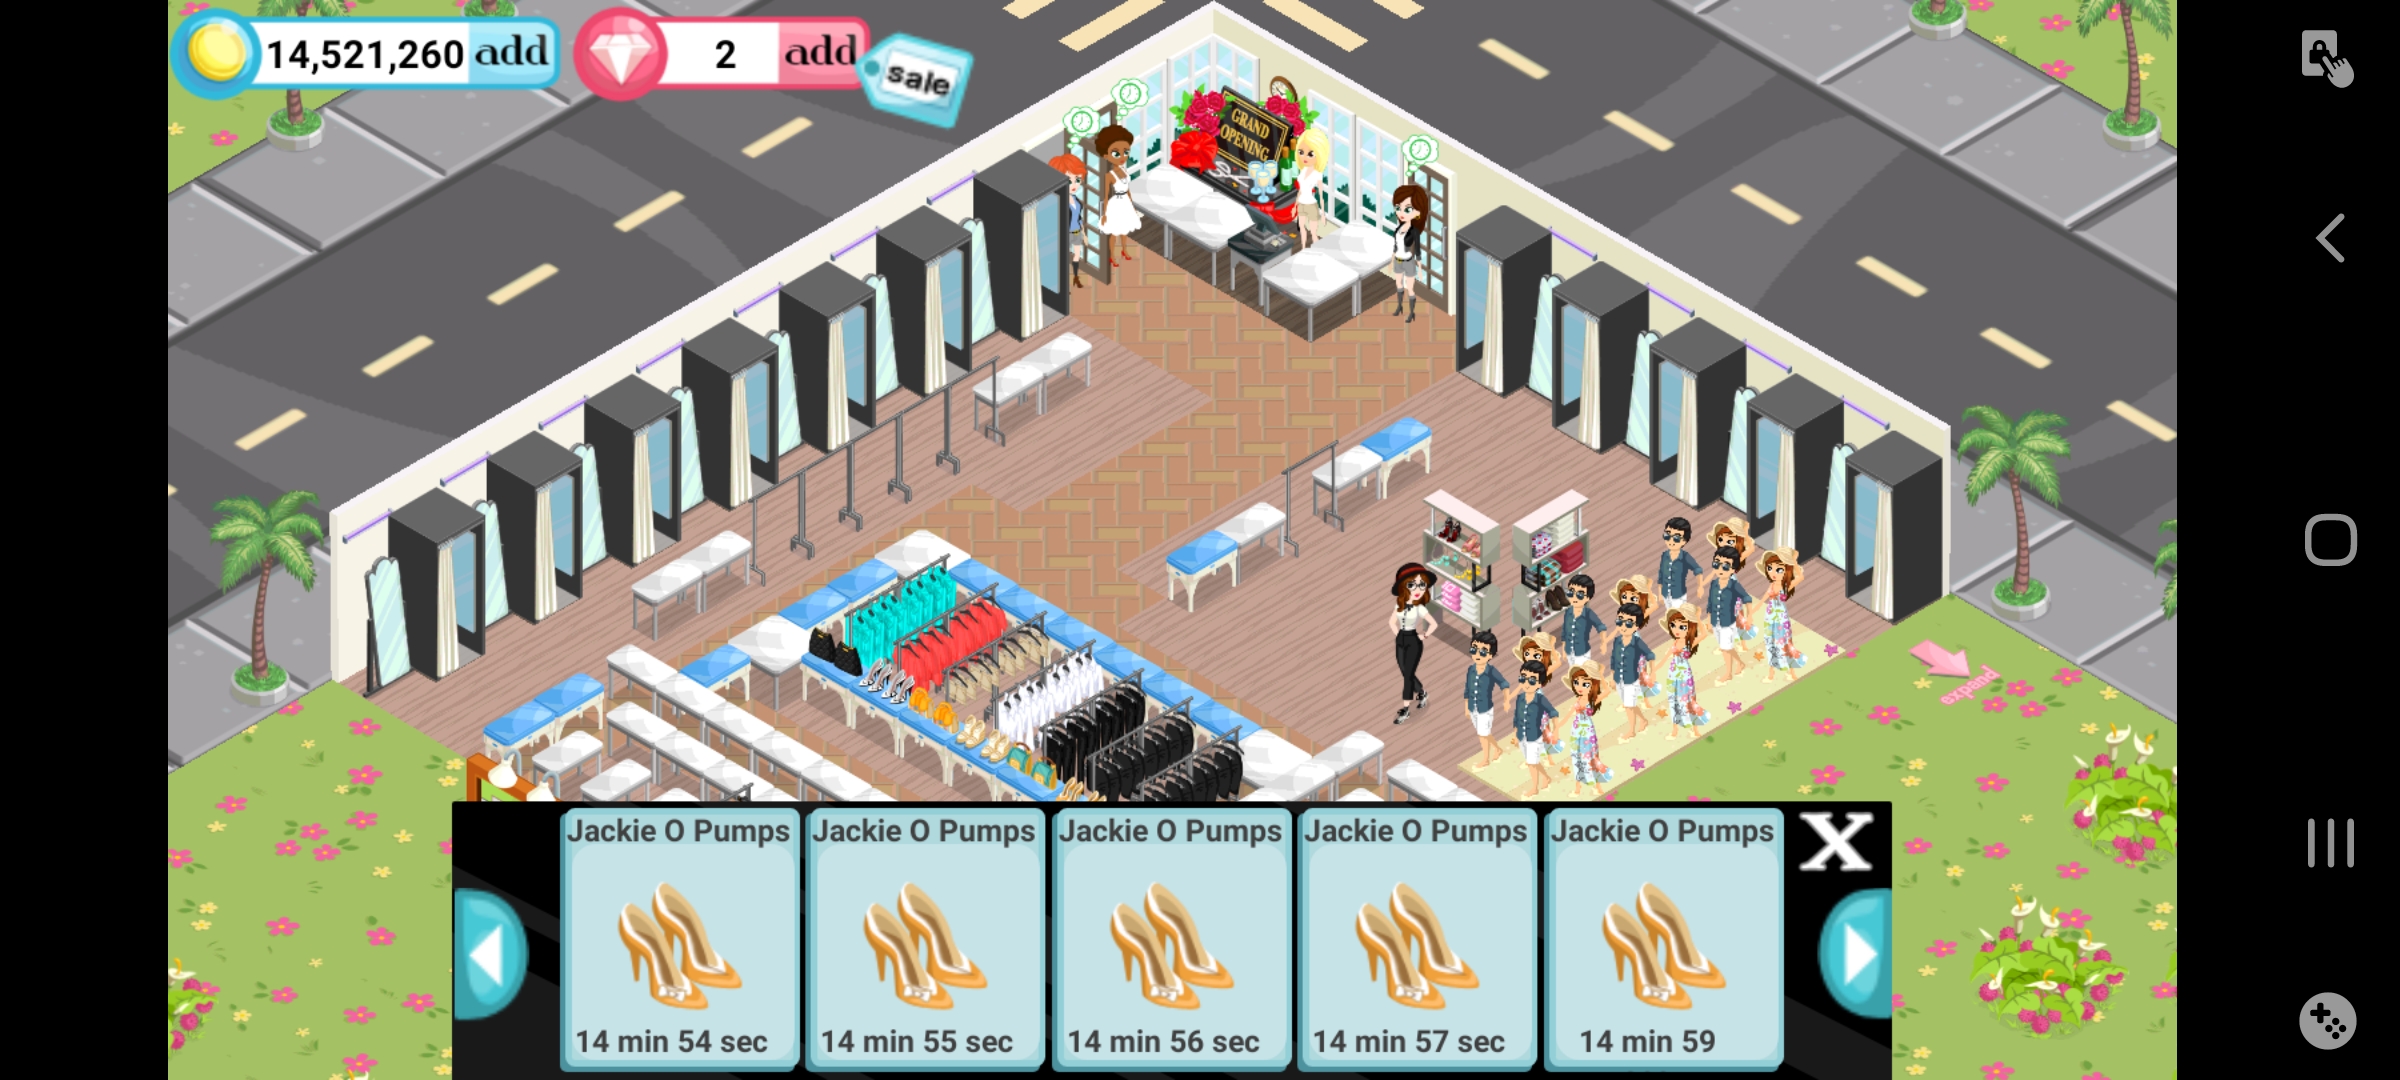 14,521,260 add
2 add
sale
GRAND
OPENING
expand
Jackie O Pumps
14 min 54 sec
Jackie O Pumps
14 min 55 sec
Jackie O Pumps
14 min 56 sec
Jackie O Pumps
14 min 57 sec
Jackie O Pumps
14 min 59
X